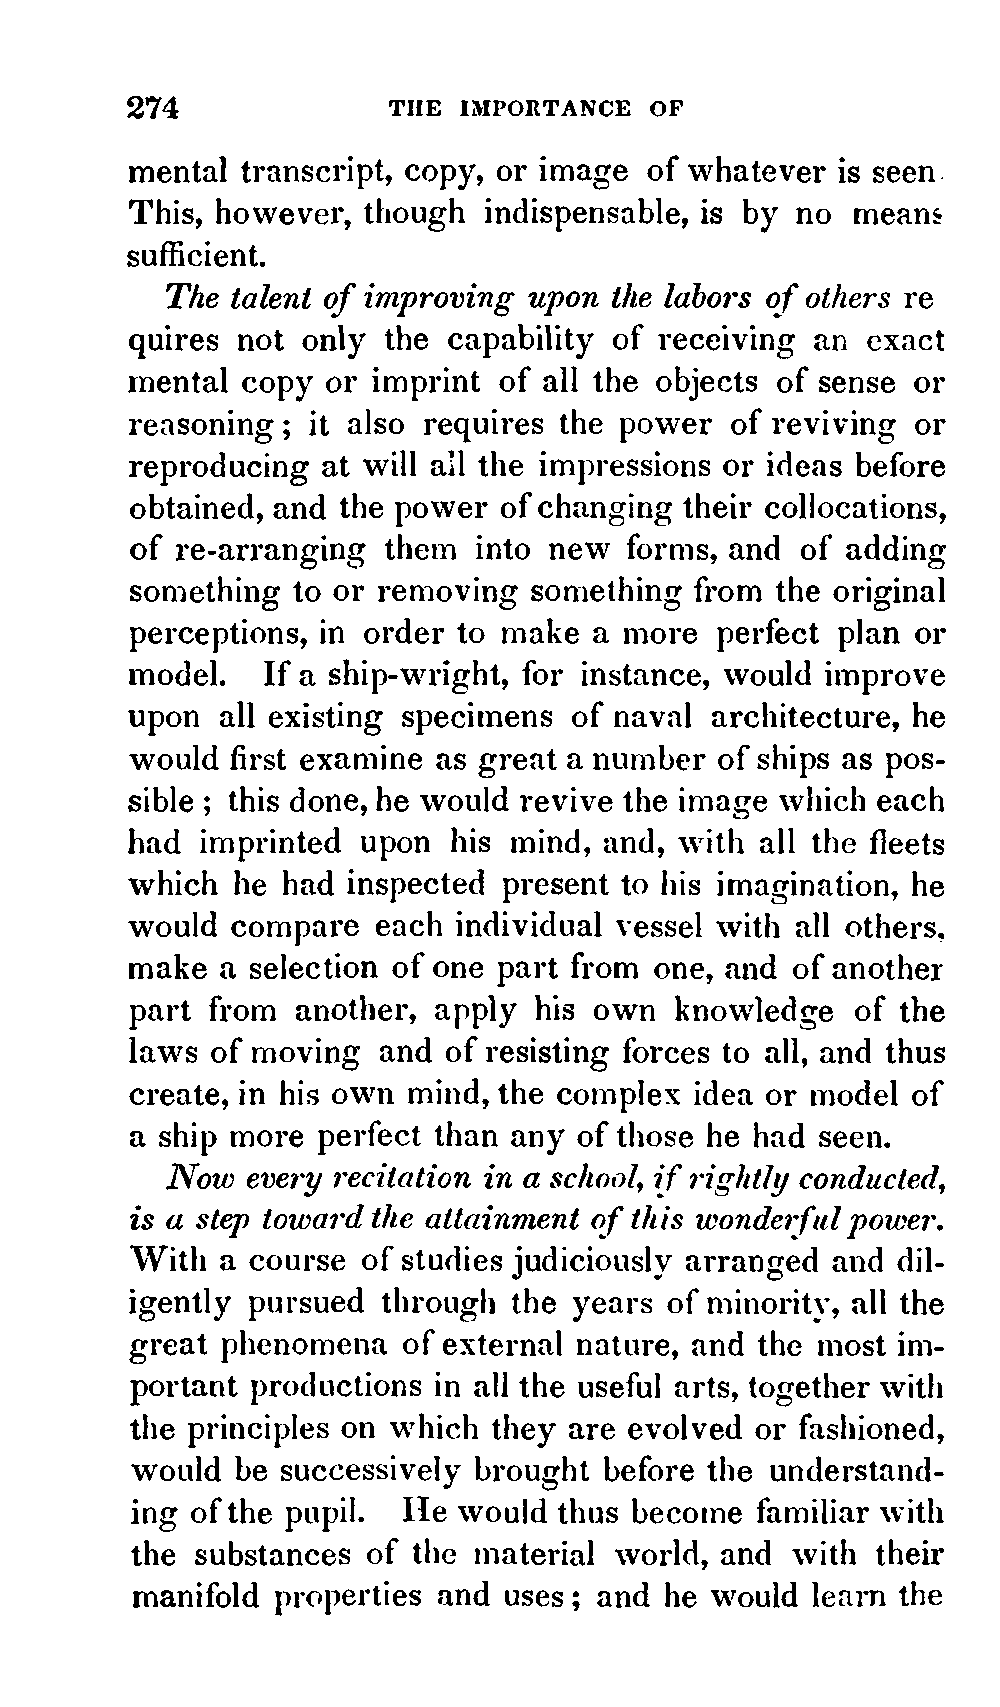 274 THE IMPORTANCE OF
mental transcript, copy, or image of whatever is seen.
This, however, though indispensable, is by no means
sufficient.
The talent of improving upon the labors of others re
quires not only the capability of receiving an exact
mental copy or imprint of all the objects of sense or
reasoning; it also requires the power of reviving or
reproducing at will all the impressions or ideas before
obtained, and the power of changing their collocations,
of re-arranging them into new forms, and of adding
something to or removing something from the original
perceptions, in order to make a more perfect plan or
model. If a ship-wright, for instance, would improve
upon all existing specimens of naval architecture, he
would first examine as great a number of ships as pos-
sible; this done, he would revive the image which each
had imprinted upon his mind, and, with all the fleets
which he had inspected present to his imagination, he
would compare each individual vessel with all others,
make a selection of one part from one, and of another
part from another, apply his own knowledge of the
laws of moving and of resisting forces to all, and thus
create, in his own mind, the complex idea or model of
a ship more perfect than any of those he had seen.
Now every recitation in a school, if rightly conducted,
is a step toward the attainment of this wonderful power.
With a course of studies judiciously arranged and dil-
igently pursued through the years of minority, all the
great phenomena of external nature, and the most im-
portant productions in all the useful arts, together with
the principles on which they are evolved or fashioned,
would be successively brought before the understand-
ing of the pupil. He would thus become familiar with
the substances of the material world, and with their
manifold properties and uses; and he would learn the